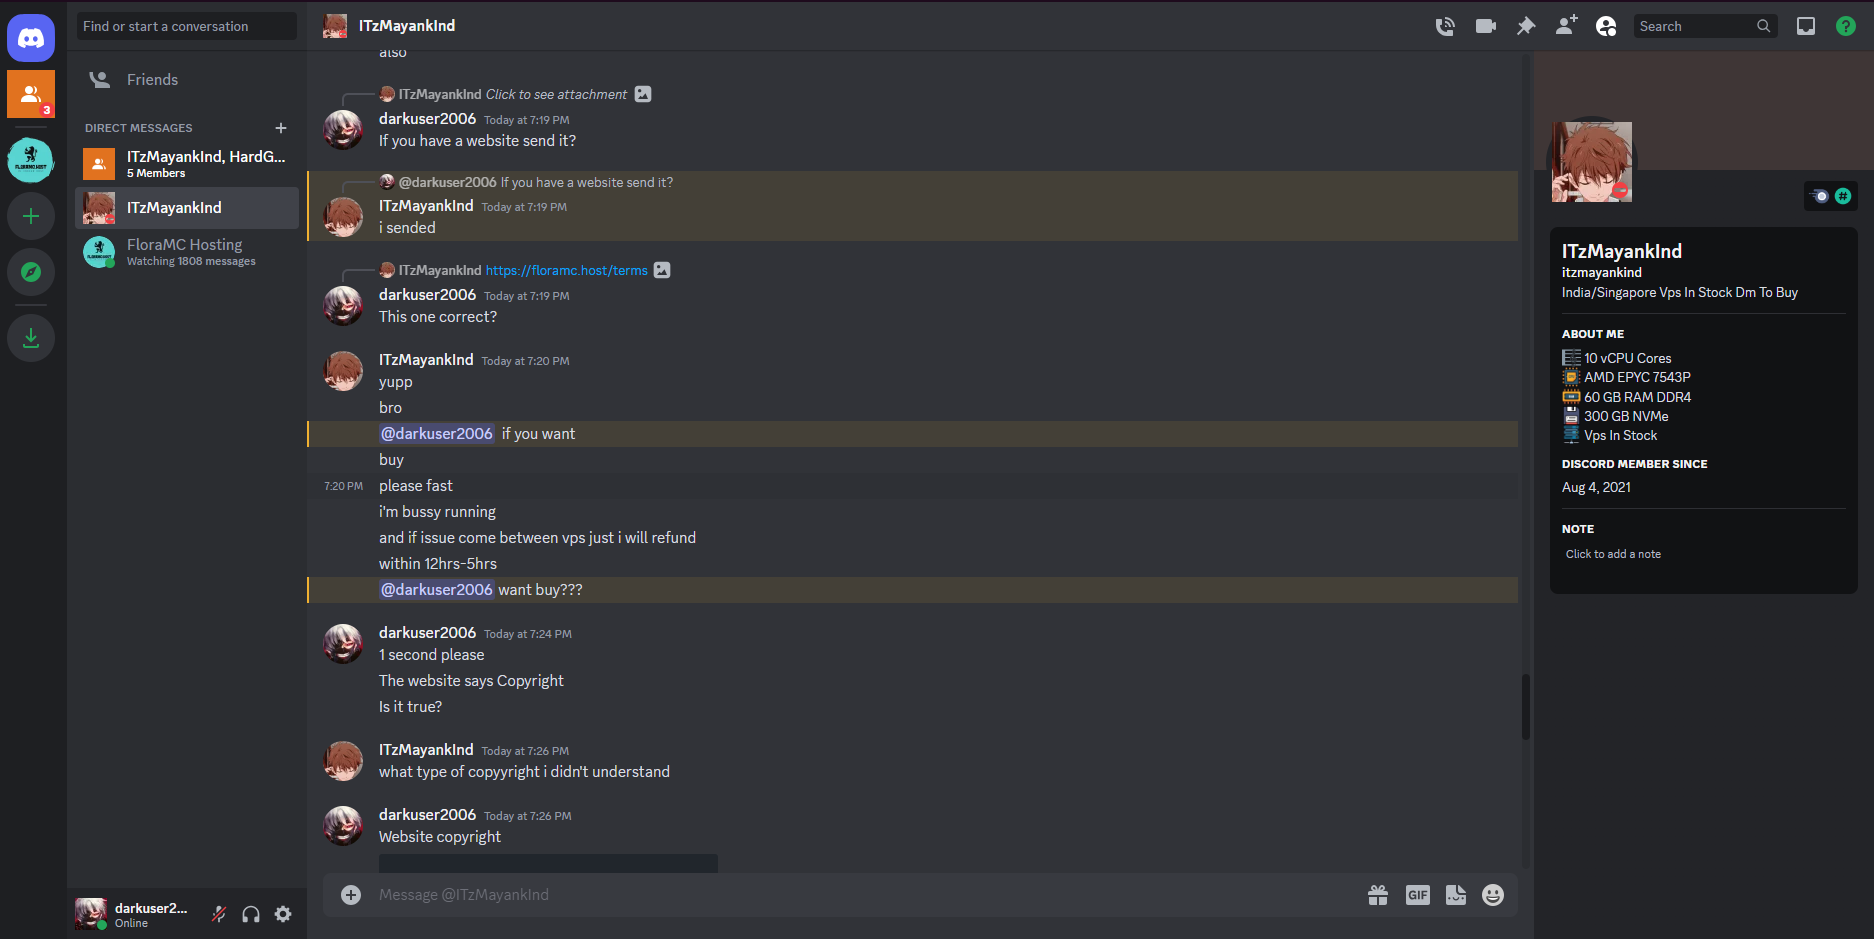 Find or start a conversation
3
Friends
DIRECT MESSAGES
ITzMayankInd, HardG...
5 Members
ITzMayankInd
FloraMC Hosting
Watching 1808 messages
darkuser2...
Online
ITzMayankInd
Search
also
ITzMayankInd Click to see attachment
darkuser2006 Today at 7:19 PM
If you have a website send it?
@darkuser2006 If you have a website send it?
ITzMayankInd Today at 7:19 PM
i sended
ITzMayankInd https://floramc.host/terms
darkuser2006 Today at 7:19 PM
This one correct?
ITzMayankInd Today at 7:20 PM
yupp
bro
@darkuser2006 if you want
buy
7:20 PM please fast
i'm bussy running
and if issue come between vps just i will refund
within 12hrs-5hrs
@darkuser2006 want buy???
darkuser2006 Today at 7:24 PM
1 second please
The website says Copyright
Is it true?
ITzMayankInd Today at 7:26 PM
what type of copyyright i didn't understand
darkuser2006 Today at 7:26 PM
Website copyright
Message @ITzMayankInd
GIF
ITzMayankInd
itzmayankind
India/Singapore Vps In Stock Dm To Buy
ABOUT ME
10 vCPU Cores
AMD EPYC 7543P
60 GB RAM DDR4
300 GB NVMe
Vps In Stock
DISCORD MEMBER SINCE
Aug 4, 2021
NOTE
Click to add a note